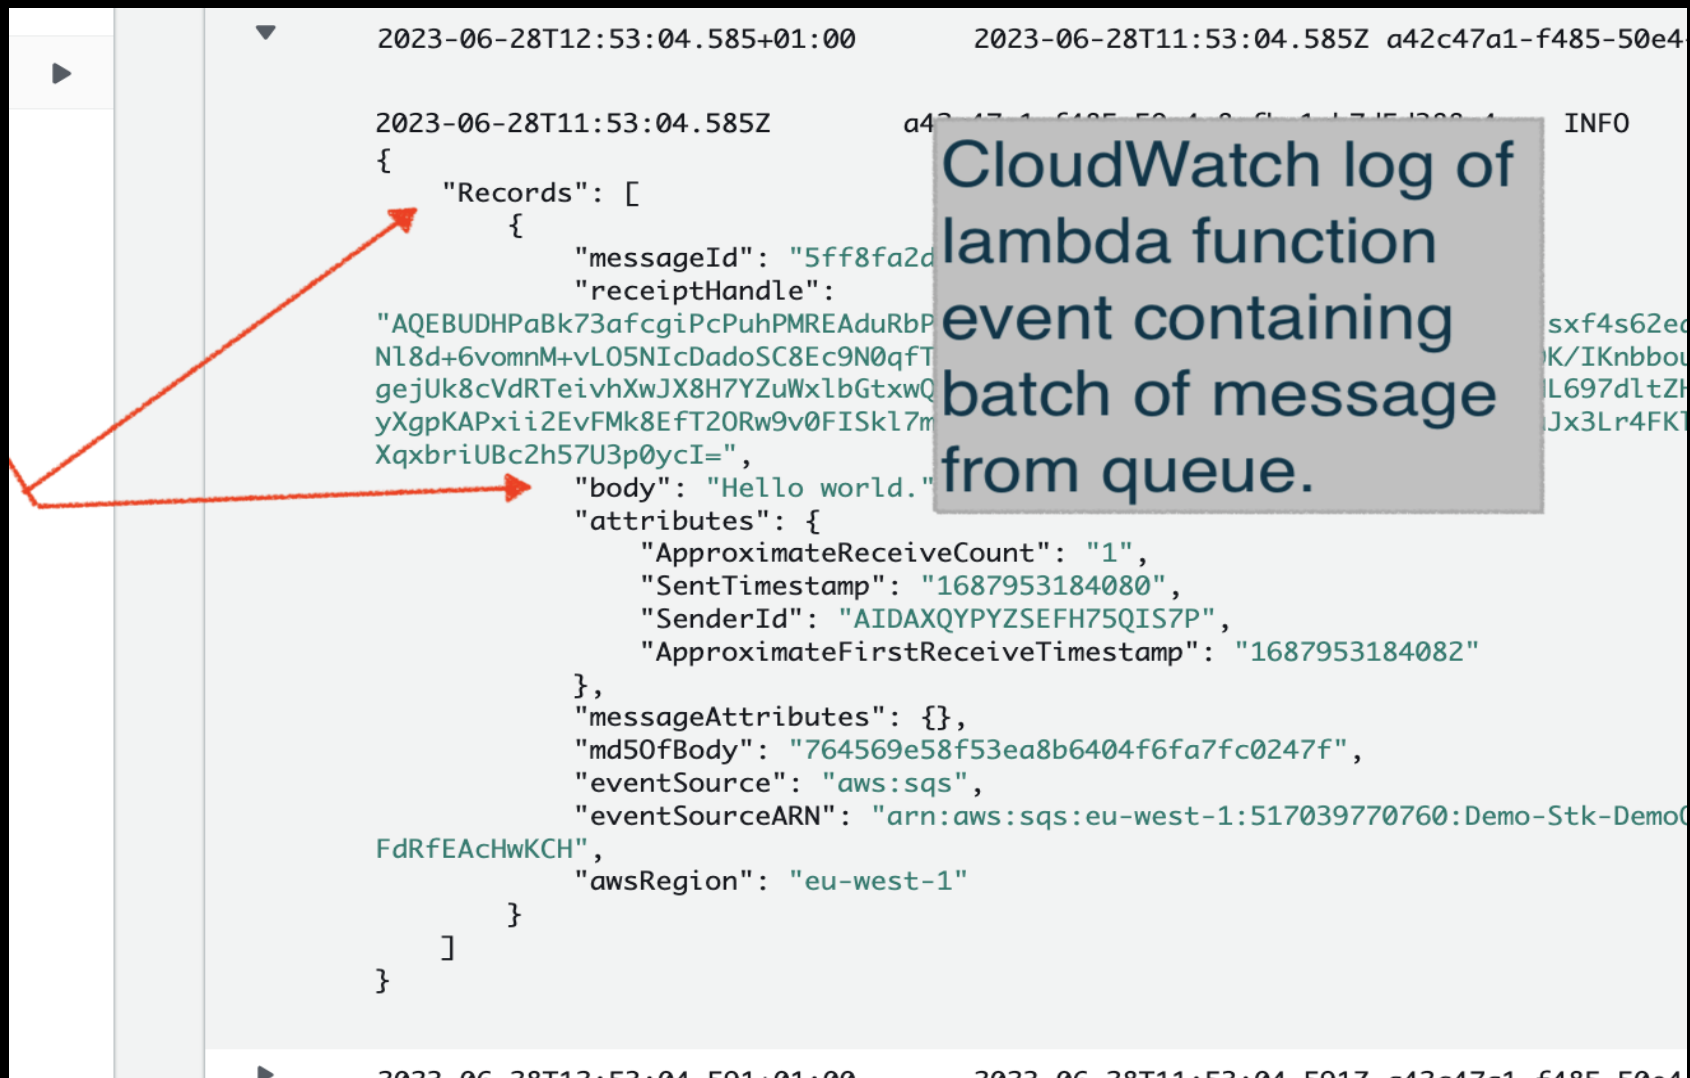 2023-06-28T12:53:04.585+01:00 2023-06-28T11:53:04.585Z a42c47a1-f485-50e4-
2023-06-28T11:53:04.585Z INFO
{
"Records": [
{
"messageId": "5ff8fa2d
"receiptHandle":
"AQEBUDHPaBk73afcgiPcPuhPMREAduRbP
Nl8d+6vomnM+vLO5NIcDadoSC8Ec9N0qfT K/IKnbbou
gejUk8cVdRTeivhXwJX8H7YZuWxlbGtxwQ L697dltZH
yXgpKAPxii2EvFMk8EfT2ORw9v0FISkl7m Jx3Lr4FKl
XqxbriUBc2h57U3p0ycI=",
"body": "Hello world."
"attributes": {
"ApproximateReceiveCount": "1",
"SentTimestamp": "1687953184080",
"SenderId": "AIDAXQYPYZSEFH75QIS7P",
"ApproximateFirstReceiveTimestamp": "1687953184082"
},
"messageAttributes": {},
"md5OfBody": "764569e58f53ea8b6404f6fa7fc0247f",
"eventSource": "aws:sqs",
"eventSourceARN": "arn:aws:sqs:eu-west-1:517039770760:Demo-Stk-Demo
FdRfEAcHwKCH",
"awsRegion": "eu-west-1"
}
]
}
CloudWatch log of
lambda function
event containing
batch of message
from queue.